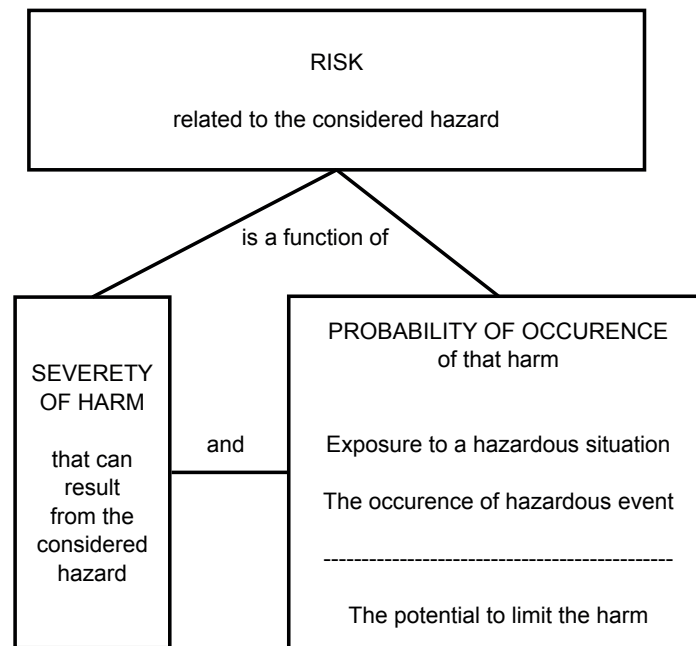 RISK
related to the considered hazard
is a function of
SEVERETY
OF HARM
that can
result
from the
considered
hazard
and
PROBABILITY OF OCCURENCE
of that harm
Exposure to a hazardous situation
The occurence of hazardous event
-----------------------------------------------
The potential to limit the harm